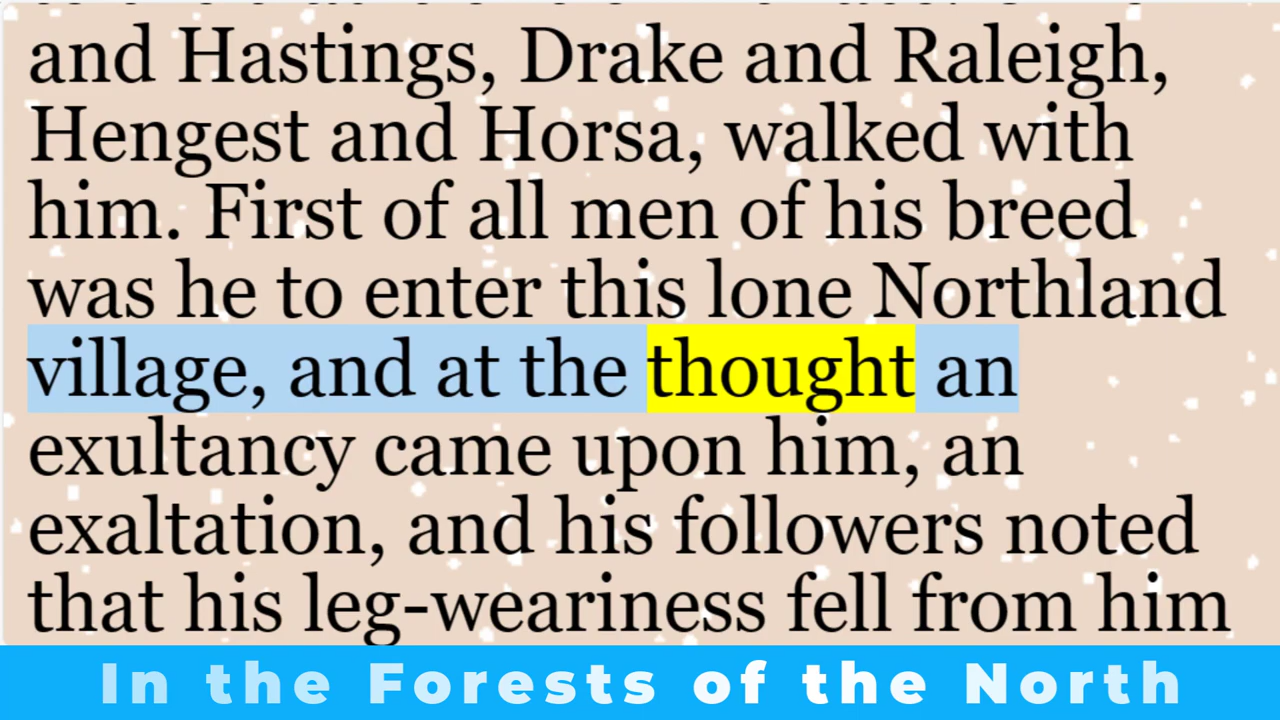 and Hastings, Drake and Raleigh,
Hengest and Horsa, walked with
him. First of all men of his breed
was he to enter this lone Northland
village, and at the thought an
exultancy came upon him, an
exaltation, and his followers noted
that his leg-weariness fell from him
In the Forests of the North